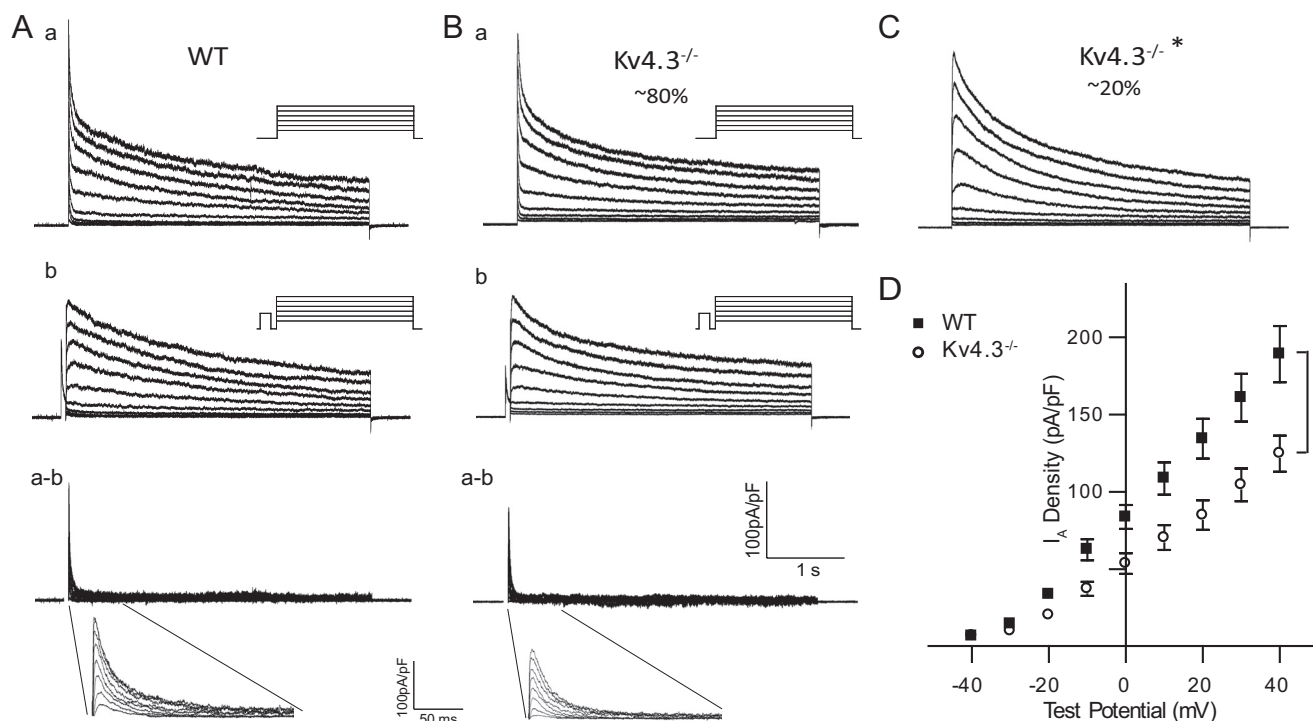 A
a
WT
B
a
Kv4.3-/-
~80%
C
Kv4.3-/- *
~20%
b
b
D
WT
Kv4.3-/-
a-b
100pA/pF
50 ms
a-b
100pA/pF
1 s
IA Density (pA/pF)
200
150
100
-40
-20
0
20
40
Test Potential (mV)